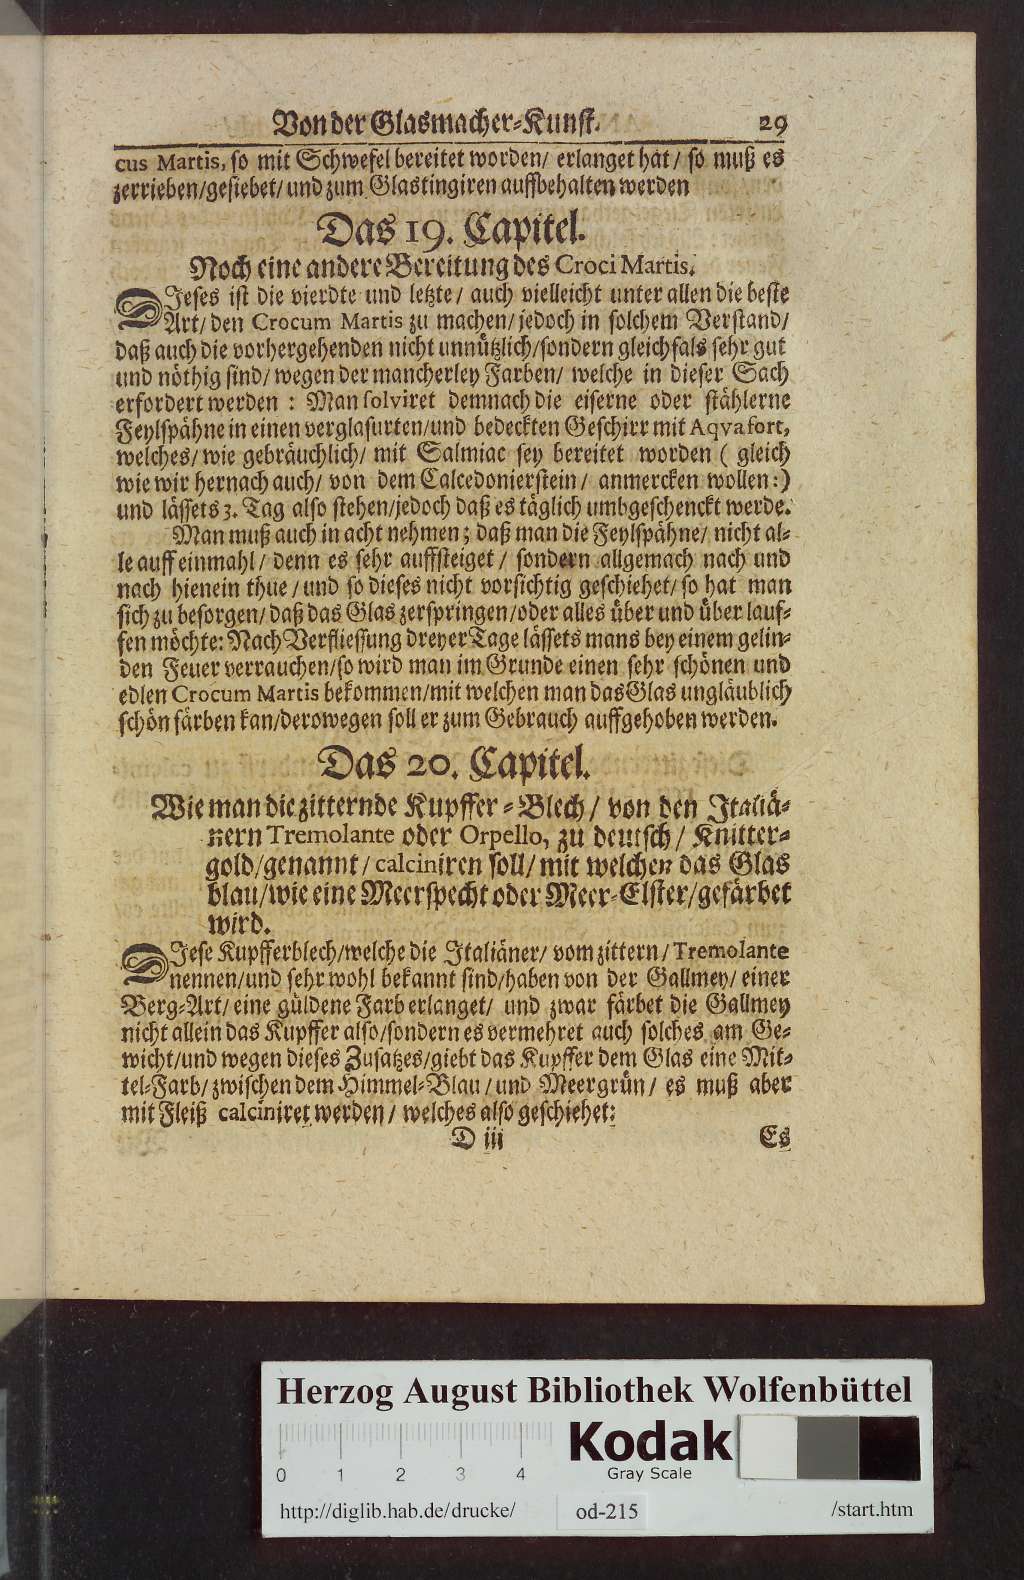 Von der Glasmacher-Kunst. 29
cus Martis, so mit Schwefel bereitet worden/ erlanget hat/ so muß es
zerrieben/gesiebet/ und zum Glastingiren auffbehalten werden
Das 19. Capitel.
Noch eine andere Bereitung des Croci Martis.
DIeses ist die vierdte und letzte/ auch vielleicht unter allen die beste
Art/ den Crocum Martis zu machen/ jedoch in solchem Verstand/
daß auch die vorhergehenden nicht unnützlich/sondern gleichfals sehr gut
und nöthig sind/ wegen der mancherley Farben/ welche in dieser Sach
erfordert werden : Man solviret demnach die eiserne oder stählerne
Feylspähne in einen verglasurten/und bedeckten Geschirr mit Aqva fort,
welches/ wie gebräuchlich/ mit Salmiac sey bereitet worden ( gleich
wie wir hernach auch/ von dem Calcedonierstein/ anmercken wollen:)
und lässets 3. Tag also stehen/jedoch daß es täglich umbgeschenckt werde.
Man muß auch in acht nehmen; daß man die Feylspähne/ nicht al-
le auff einmahl/ denn es sehr auffsteiget/ sondern allgemach nach und
nach hienein thue/ und so dieses nicht vorsichtig geschiehet/ so hat man
sich zu besorgen/ daß das Glas zerspringen/oder alles über und über lauf-
fen möchte: Nach Verfliessung dreyer Tage lässets mans bey einem gelin-
den Feuer verrauchen/so wird man im Grunde einen sehr schönen und
edlen Crocum Martis bekommen/mit welchen man das Glas ungläublich
schön färben kan/derowegen soll er zum Gebrauch auffgehoben werden.
Das 20. Capitel.
Wie man die zitternde Kupffer-Blech/ von den Italiä-
nern Tremolante oder Orpello, zu deutsch/ Knitter-
gold/genannt/ calciniren soll/ mit welchen das Glas
blau/wie eine Meerspecht oder Meer-Elster/gefärbet
wird.
DIese Kupfferblech/welche die Italiäner/ vom zittern/ Tremolante
nennen/und sehr wohl bekannt sind/haben von der Gallmey/ einer
Berg-Art/ eine güldene Farb erlanget/ und zwar färbet die Gallmey
nicht allein das Kupffer also/sondern es vermehret auch solches am Ge-
wicht/und wegen dieses Zusatzes/giebt das Kupffer dem Glas eine Mit-
tel-Farb/ zwischen dem Himmel-Blau/ und Meergrün/ es muß aber
mit Fleiß calciniret werden/ welches also geschiehet:
D iii Es
Herzog August Bibliothek Wolfenbüttel
Kodak
Gray Scale
0 1 2 3 4
http://diglib.hab.de/drucke/ od-215 /start.htm